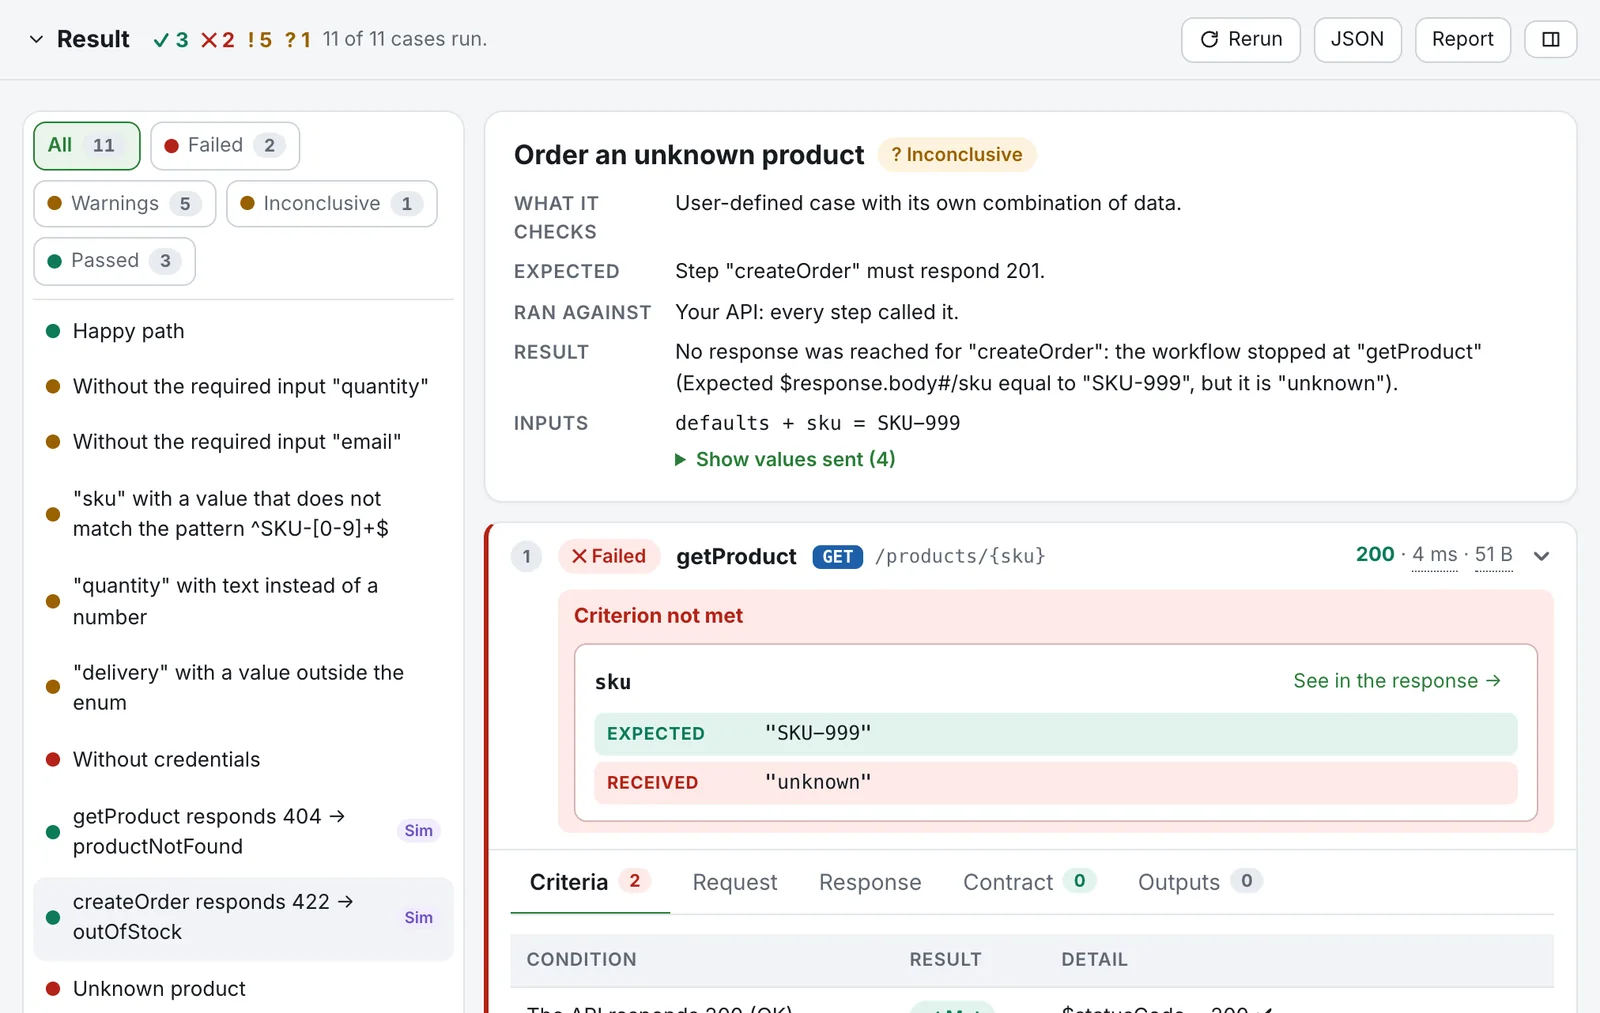 Result ✓ 3 ✕ 2 ! 5 ? 1 11 of 11 cases run.
Rerun JSON Report
All 11 Failed 2
Warnings 5 Inconclusive 1
Passed 3
Happy path
Without the required input "quantity"
Without the required input "email"
"sku" with a value that does not
match the pattern ^SKU-[0-9]+$
"quantity" with text instead of a
number
"delivery" with a value outside the
enum
Without credentials
getProduct responds 404 →
productNotFound
Sim
createOrder responds 422 →
outOfStock
Sim
Unknown product
Order an unknown product ? Inconclusive
WHAT IT
CHECKS
User-defined case with its own combination of data.
EXPECTED Step "createOrder" must respond 201.
RAN AGAINST Your API: every step called it.
RESULT No response was reached for "createOrder": the workflow stopped at "getProduct"
(Expected $response.body#/sku equal to "SKU-999", but it is "unknown").
INPUTS defaults + sku = SKU-999
▶ Show values sent (4)
1 ✕ Failed getProduct GET /products/{sku} 200 · 4 ms · 51 B
Criterion not met
sku See in the response →
EXPECTED "SKU-999"
RECEIVED "unknown"
Criteria 2 Request Response Contract 0 Outputs 0
CONDITION RESULT DETAIL
The API responds 200 (OK) ✓ Met $statusCode = 200 ✓